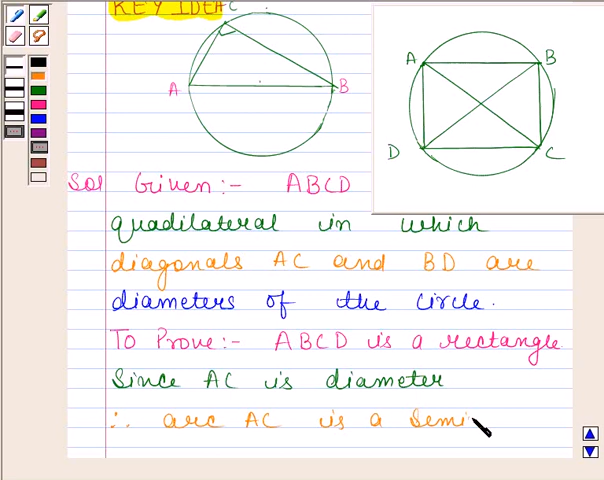 KEY IDEA C
A B
A B
D C
Sol Given:- ABCD
quadilateral in which
diagonals AC and BD are
diameters of the circle.
To Prove:- ABCD is a rectangle
Since AC is diameter
∴ arc AC is a semi